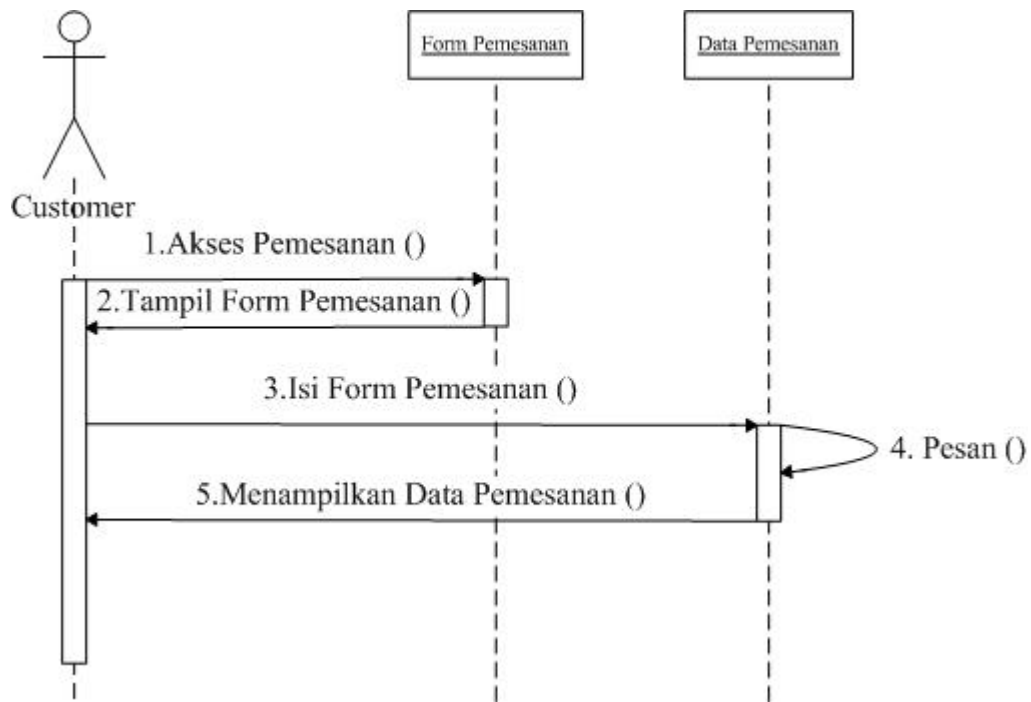 Form Pemesanan
Data Pemesanan
Customer
1.Akses Pemesanan ()
2.Tampil Form Pemesanan ()
3.Isi Form Pemesanan ()
4. Pesan ()
5.Menampilkan Data Pemesanan ()